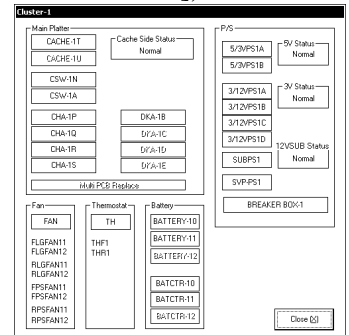 Cluster-1
Main Platter
CACHE-1T
CACHE-1U
Cache Side Status
Normal
CSW-1N
CSW-1A
CHA-1P
DKA-1B
CHA-1Q
DKA-1C
CHA-1R
DKA-1D
CHA-1S
DKA-1E
Multi PCB Replace
P/S
5/3VPS1A
5/3VPS1B
5V Status
Normal
3/12VPS1A
3/12VPS1B
3/12VPS1C
3/12VPS1D
3V Status
Normal
SUBPS1
12VSUB Status
Normal
SVP-PS1
BREAKER BOX-1
Fan
FAN
FLGFAN11
FLGFAN12
RLGFAN11
RLGFAN12
FPSFAN11
FPSFAN12
RPSFAN11
RPSFAN12
Thermostat
TH
THF1
THR1
Battery
BATTERY-10
BATTERY-11
BATTERY-12
BATCTR-10
BATCTR-11
BATCTR-12
Close [X]